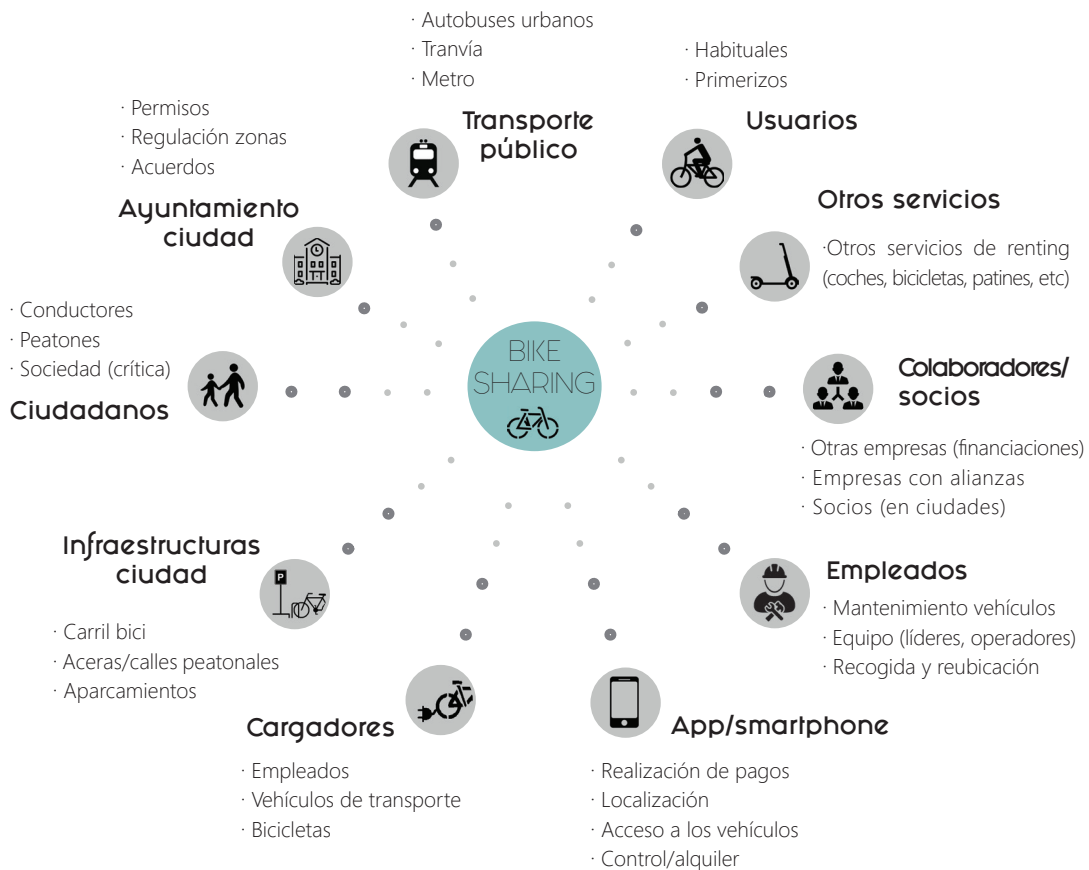 · Autobuses urbanos
· Tranvía
· Metro
Transporte
público
· Habituales
· Primerizos
Usuarios
· Permisos
· Regulación zonas
· Acuerdos
Ayuntamiento
ciudad
Otros servicios
·Otros servicios de renting
(coches, bicicletas, patines, etc)
· Conductores
· Peatones
· Sociedad (crítica)
Ciudadanos
BIKE
SHARING
Colaboradores/
socios
· Otras empresas (financiaciones)
· Empresas con alianzas
· Socios (en ciudades)
Infraestructuras
ciudad
P
· Carril bici
· Aceras/calles peatonales
· Aparcamientos
Empleados
· Mantenimiento vehículos
· Equipo (líderes, operadores)
· Recogida y reubicación
Cargadores
· Empleados
· Vehículos de transporte
· Bicicletas
App/smartphone
· Realización de pagos
· Localización
· Acceso a los vehículos
· Control/alquiler